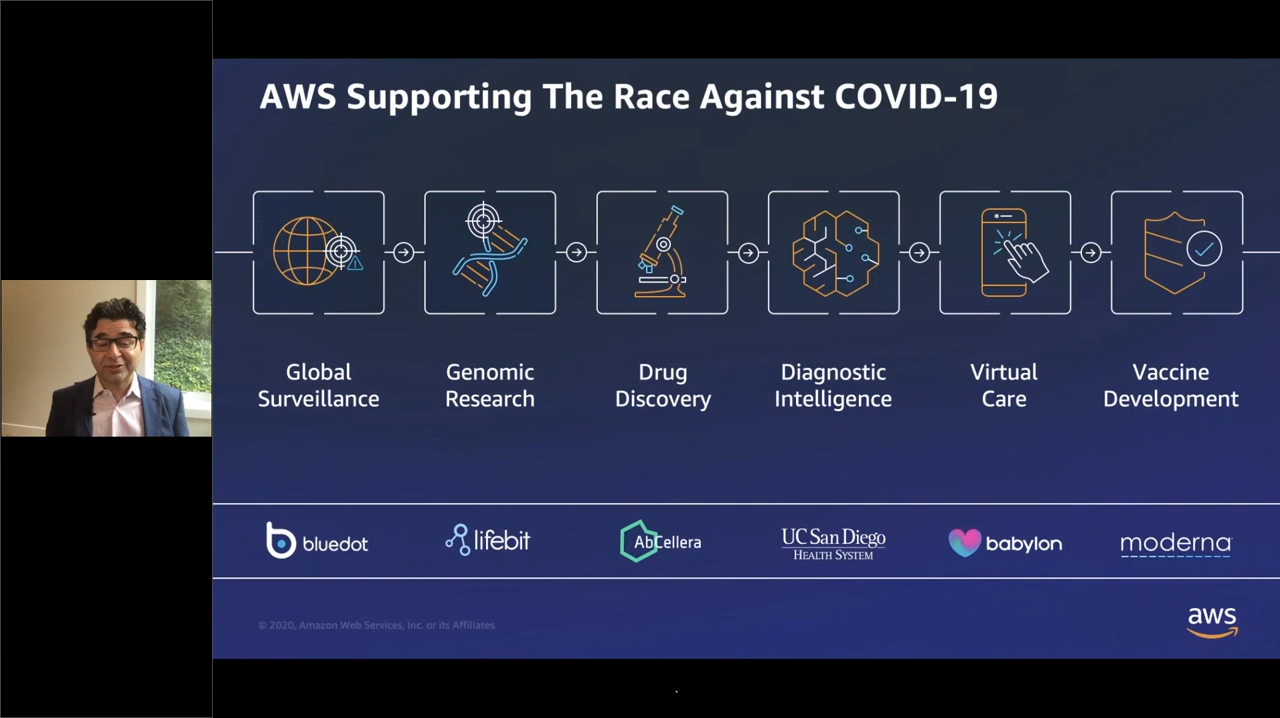 AWS Supporting The Race Against COVID-19
Global
Surveillance
Genomic
Research
Drug
Discovery
Diagnostic
Intelligence
Virtual
Care
Vaccine
Development
bluedot
lifebit
AbCellera
UC San Diego
HEALTH SYSTEM
babylon
moderna
© 2020, Amazon Web Services, Inc. or its Affiliates.
aws